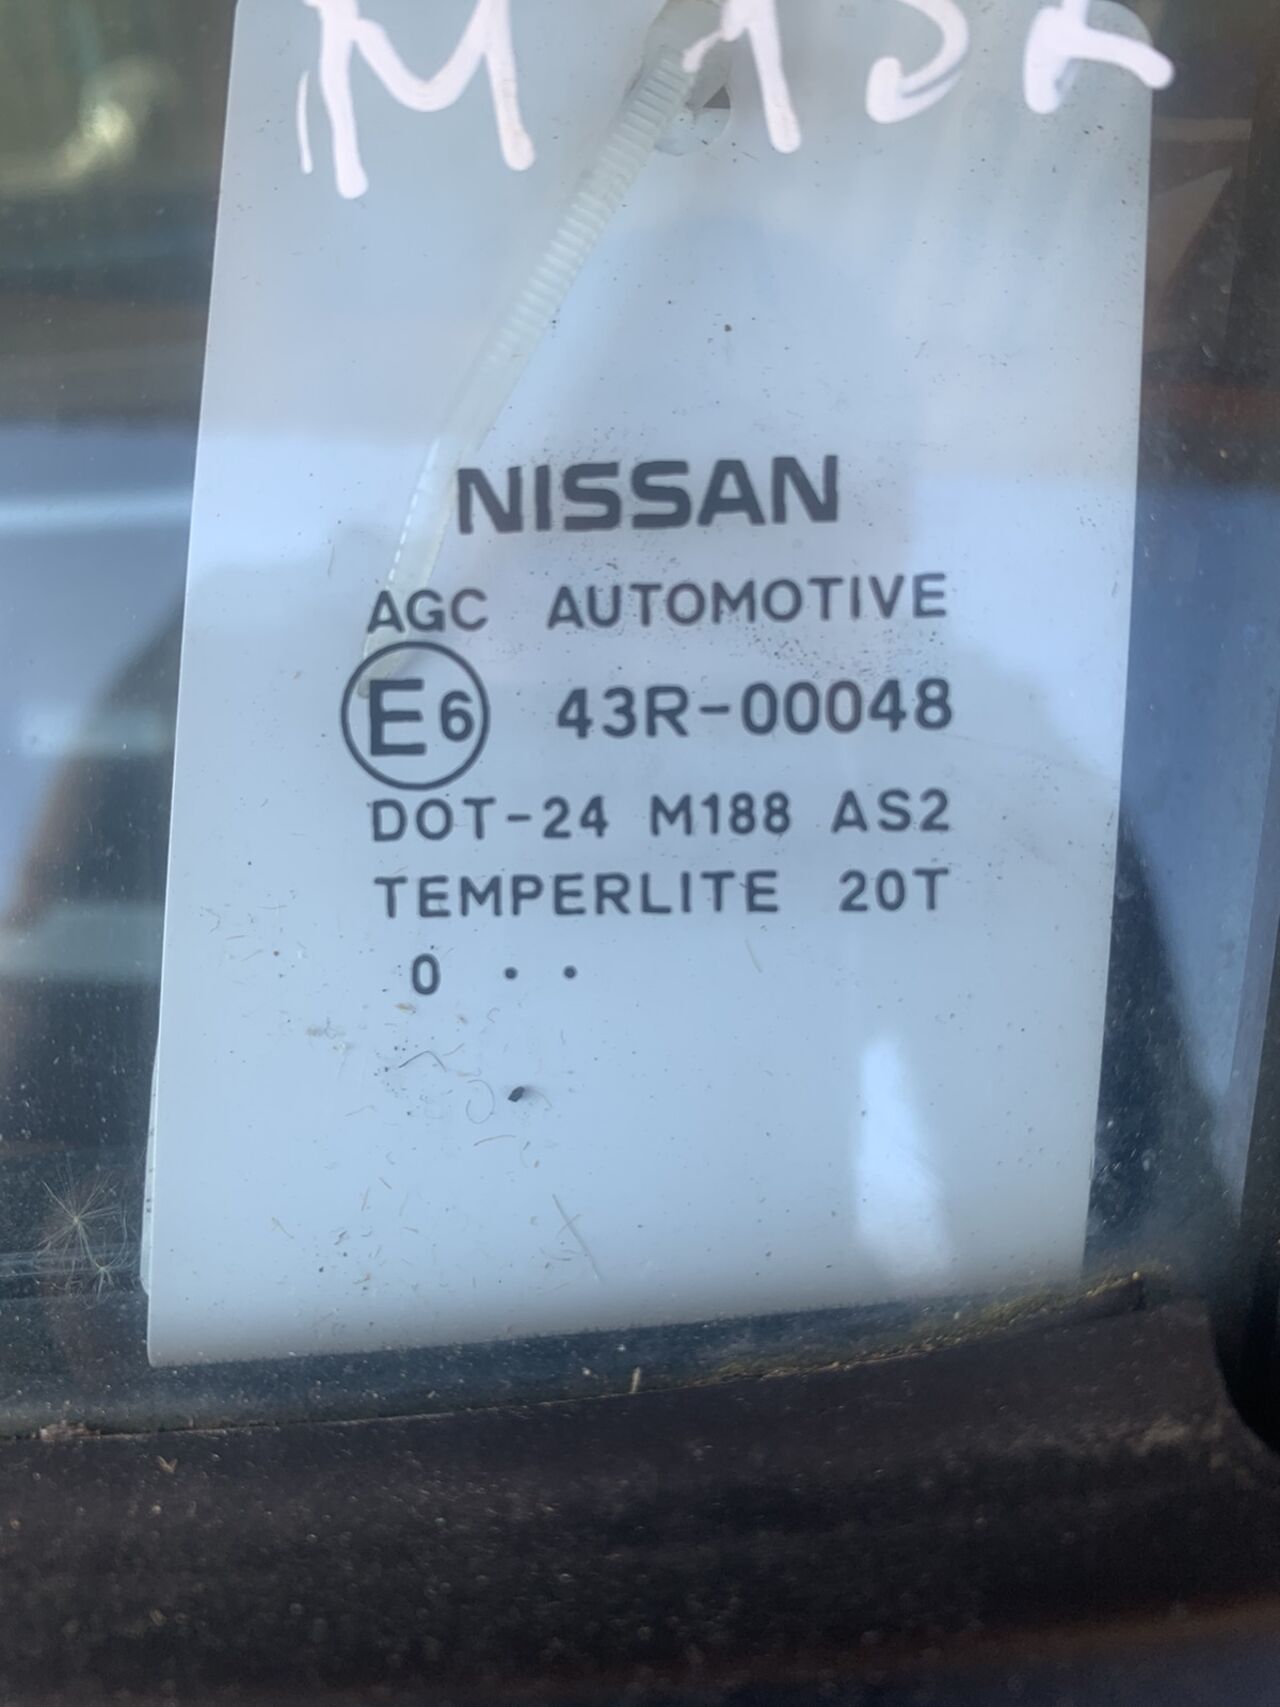 NISSAN
AGC AUTOMOTIVE
E6 43R-00048
DOT-24 M188 AS2
TEMPERLITE 20T
0 • •